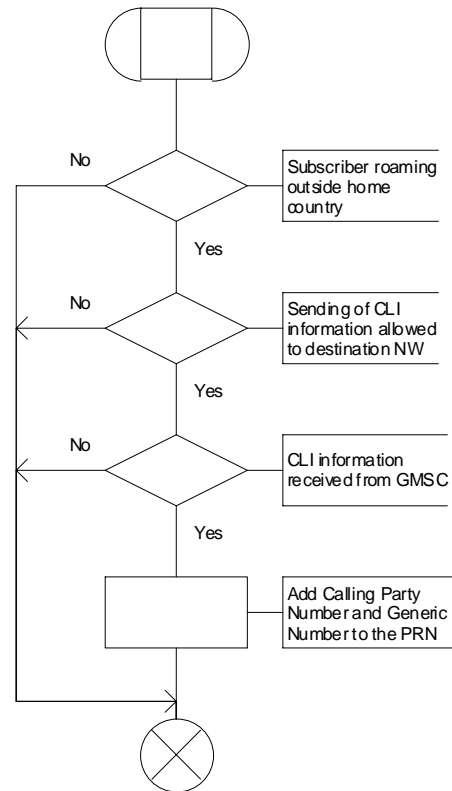 No
Subscriber roaming
outside home
country
Yes
No
Sending of CLI
information allowed
to destination NW
Yes
No
CLI information
received from GMSC
Yes
Add Calling Party
Number and Generic
Number to the PRN